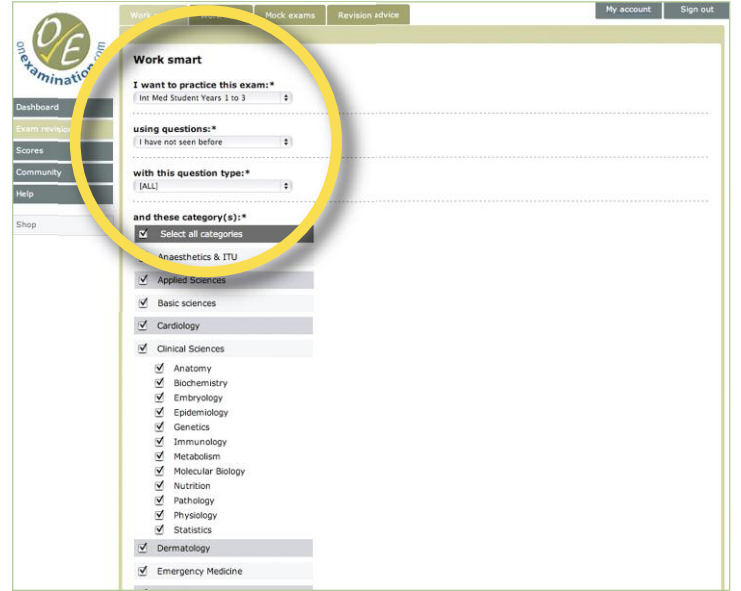 My account
Sign out
Work smart
Mock exams
Revision advice
onexamination.com
Dashboard
Exam revision
Scores
Community
Help
Shop
Work smart
I want to practice this exam:*
Int Med Student Years 1 to 3
using questions:*
I have not seen before
with this question type:*
[ALL]
and these category(s):*
Select all categories
Anaesthetics & ITU
Applied Sciences
Basic sciences
Cardiology
Clinical Sciences
Anatomy
Biochemistry
Embryology
Epidemiology
Genetics
Immunology
Metabolism
Molecular Biology
Nutrition
Pathology
Physiology
Statistics
Dermatology
Emergency Medicine